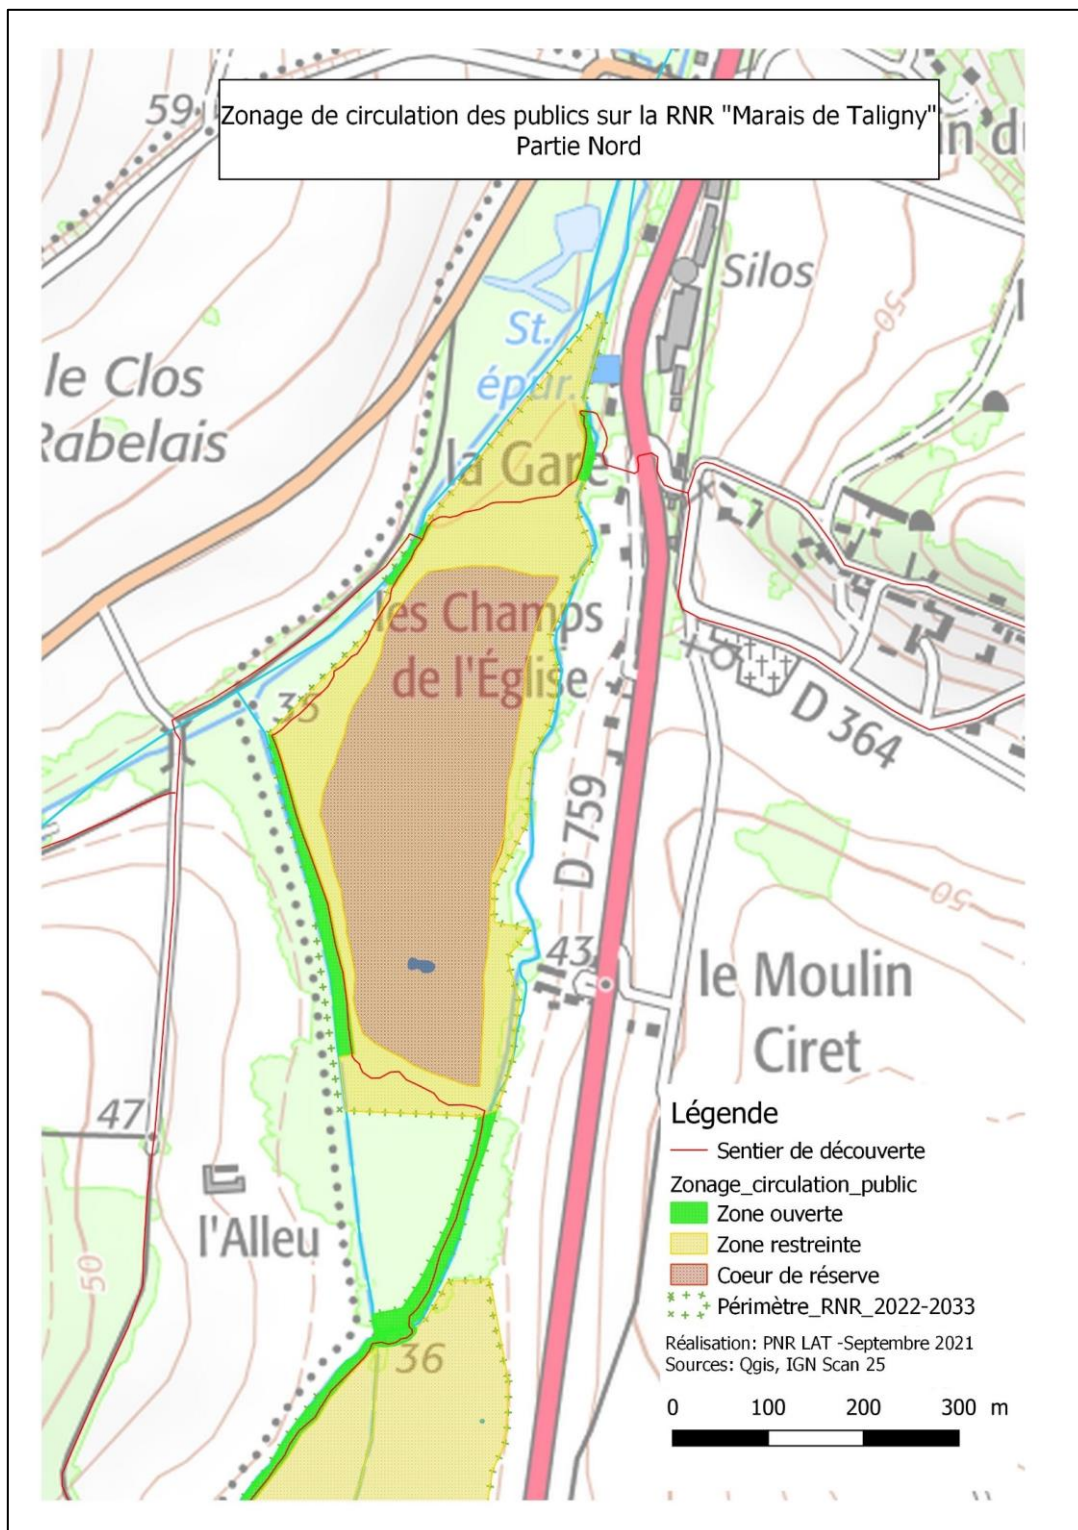 Zonage de circulation des publics sur la RNR "Marais de Taligny"
Partie Nord
59
Silos
50
St.
épur.
le Clos
Rabelais
la Gare
les Champs
de l'Église
35
D 364
D 759
50
43
le Moulin
Ciret
47
l'Alleu
50
36
Légende
Sentier de découverte
Zonage_circulation_public
Zone ouverte
Zone restreinte
Coeur de réserve
Périmètre_RNR_2022-2033
Réalisation: PNR LAT -Septembre 2021
Sources: Qgis, IGN Scan 25
0 100 200 300 m